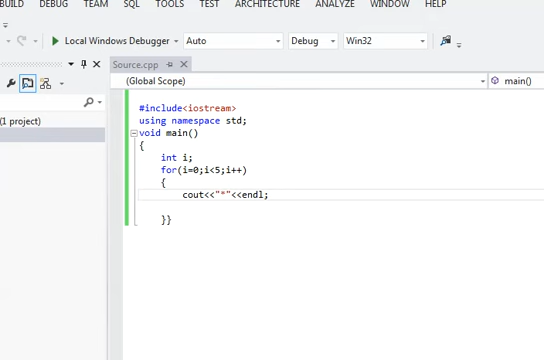 BUILD DEBUG TEAM SQL TOOLS TEST ARCHITECTURE ANALYZE WINDOW HELP
Local Windows Debugger Auto Debug Win32
Source.cpp
(Global Scope) main()
(1 project)
#include<iostream>
using namespace std;
void main()
{
int i;
for(i=0;i<5;i++)
{
cout<<"*"<<endl;
}}